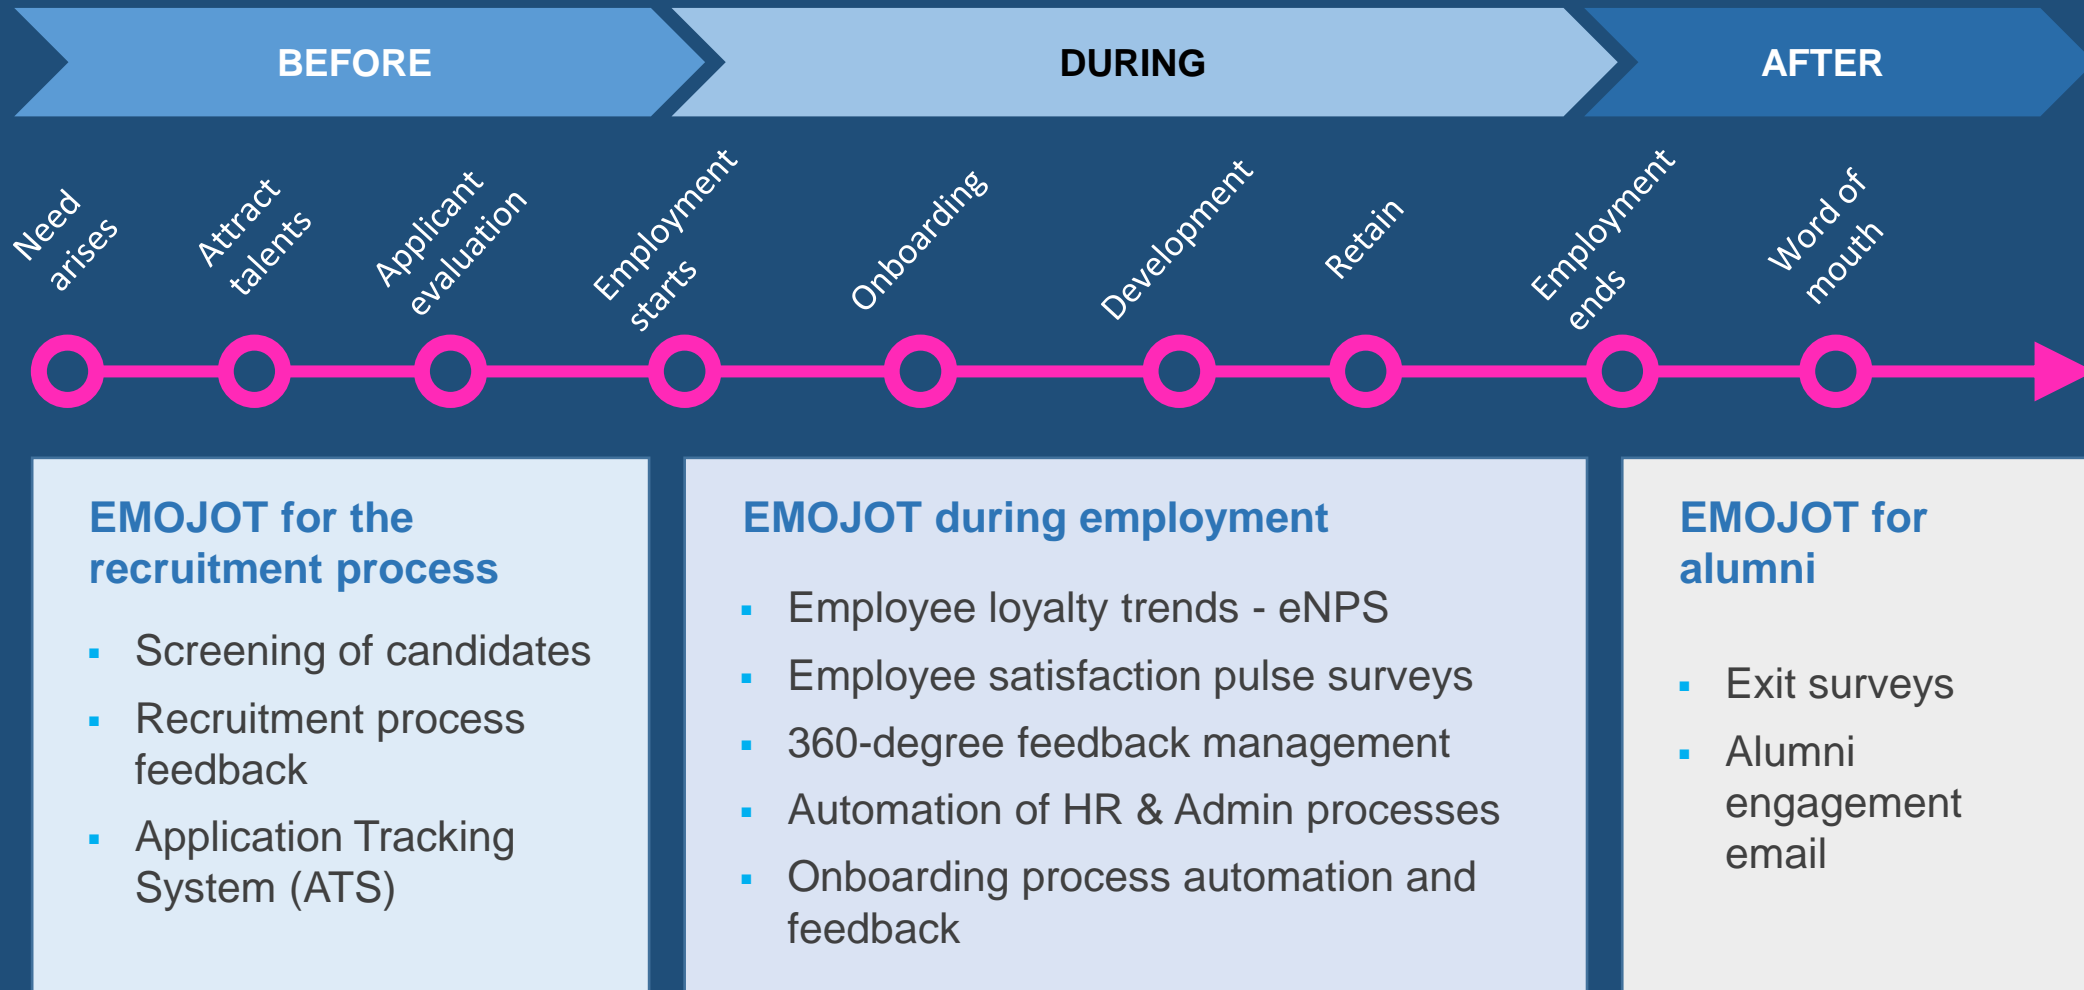 BEFORE
DURING
AFTER
Need
arises
Attract
talents
Applicant
evaluation
Employment
starts
Onboarding
Development
Retain
Employment
ends
Word of
mouth
EMOJOT for the
recruitment process
▪ Screening of candidates
▪ Recruitment process
feedback
▪ Application Tracking
System (ATS)
EMOJOT during employment
▪ Employee loyalty trends - eNPS
▪ Employee satisfaction pulse surveys
▪ 360-degree feedback management
▪ Automation of HR & Admin processes
▪ Onboarding process automation and
feedback
EMOJOT for
alumni
▪ Exit surveys
▪ Alumni
engagement
email